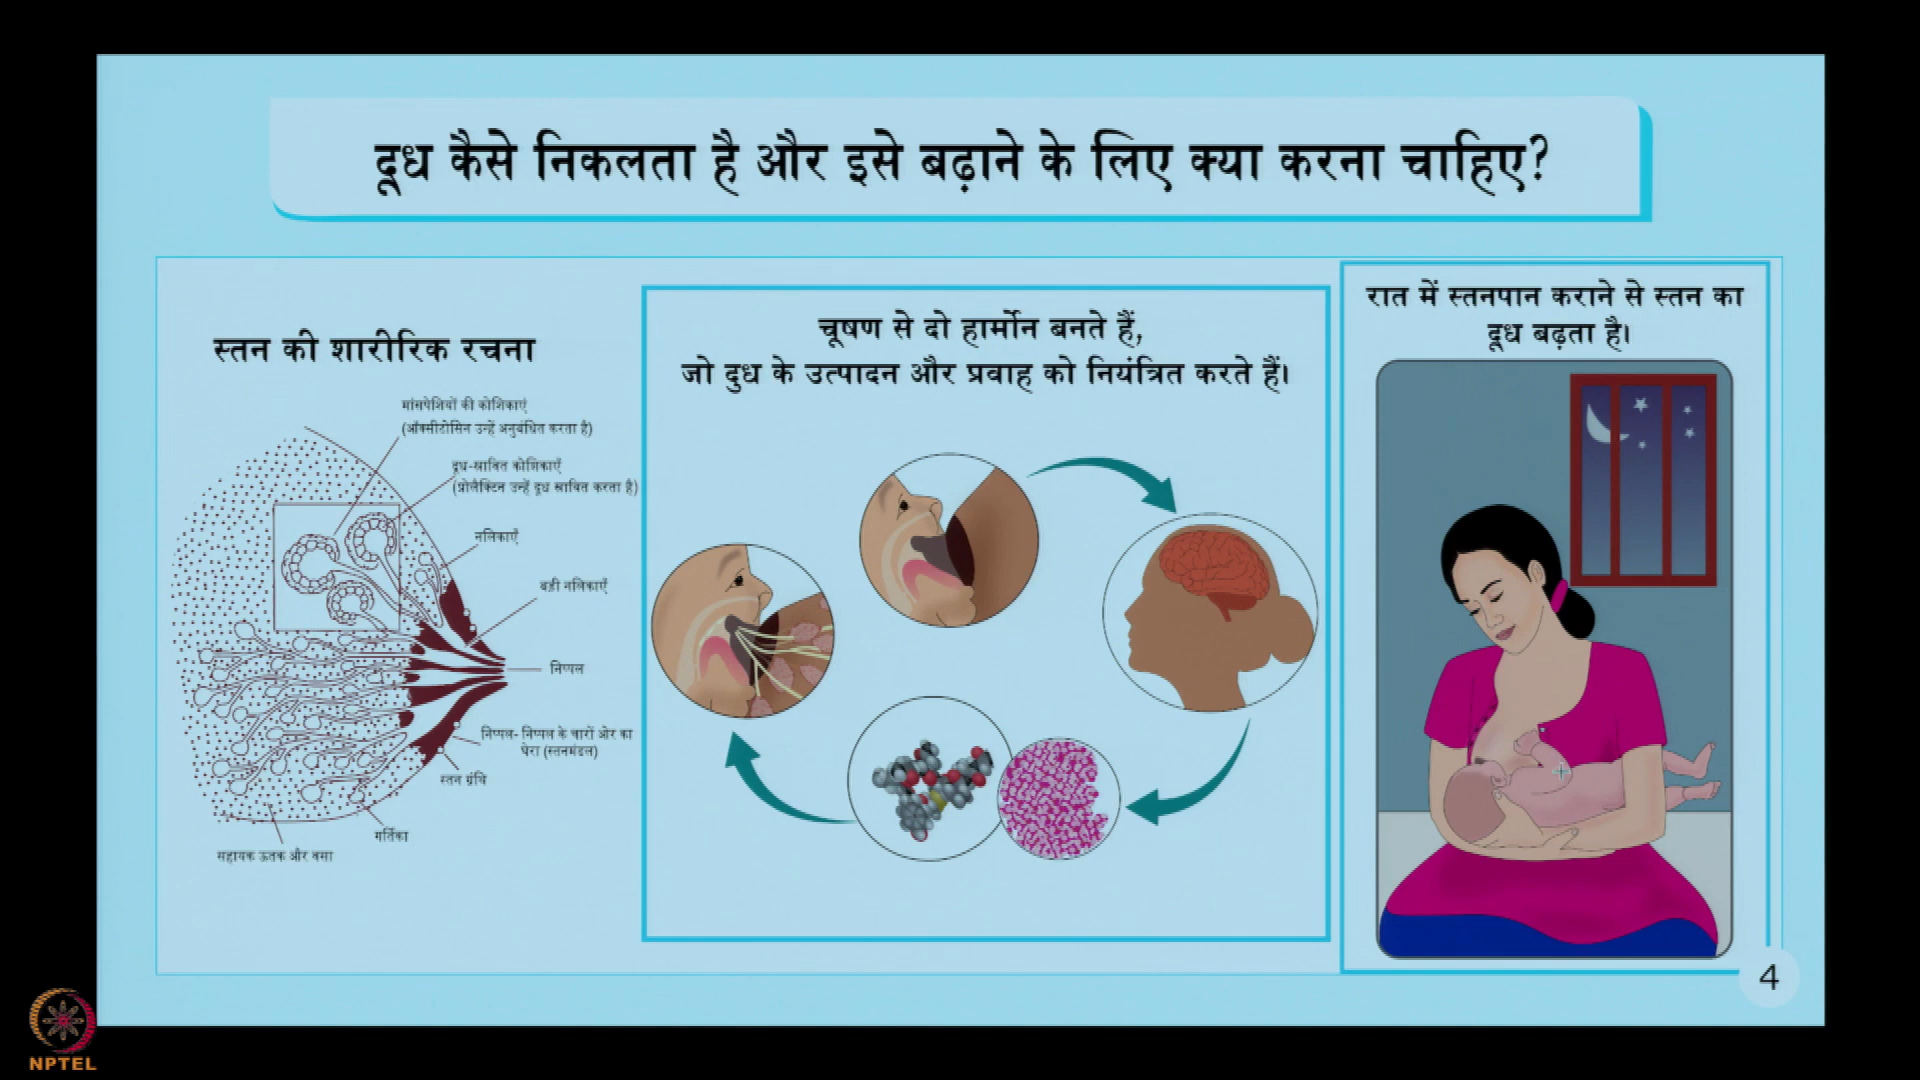 दूध कैसे निकलता है और इसे बढ़ाने के लिए क्या करना चाहिए?
स्तन की शारीरिक रचना
मांसपेशियों की कोशिकाएं
(ऑक्सीटोसिन उन्हें अनुबंधित करता है)
दूध-स्रावित कोशिकाएँ
(प्रोलैक्टिन उन्हें दूध स्रावित करता है)
नलिकाएँ
बड़ी नलिकाएँ
निप्पल
निप्पल- निप्पल के चारों ओर का
घेरा (स्तनमंडल)
स्तन ग्रंथि
गर्तिका
सहायक ऊतक और वसा
चूषण से दो हार्मोन बनते हैं,
जो दुध के उत्पादन और प्रवाह को नियंत्रित करते हैं।
रात में स्तनपान कराने से स्तन का
दूध बढ़ता है।
4
NPTEL